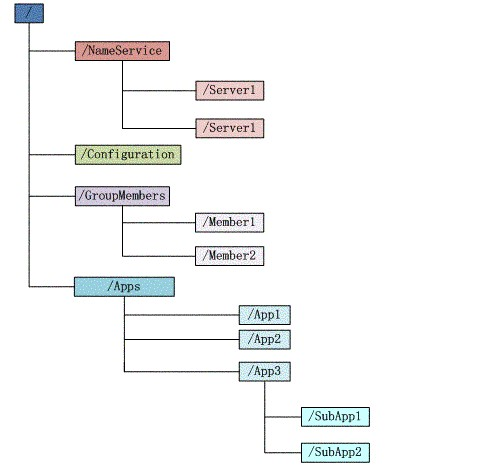 /
/NameService
/Server1
/Server1
/Configuration
/GroupMembers
/Member1
/Member2
/Apps
/App1
/App2
/App3
/SubApp1
/SubApp2